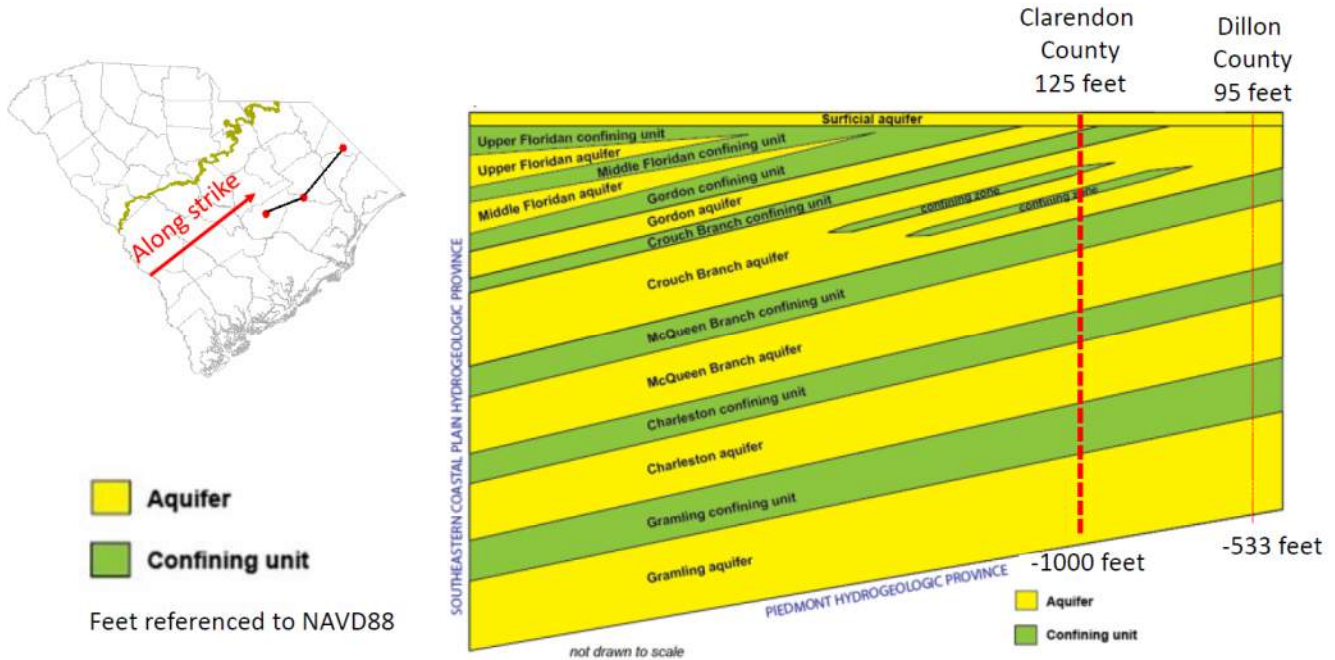 Clarendon
County
125 feet
Dillon
County
95 feet
Along strike
Aquifer
Confining unit
Feet referenced to NAVD88
SOUTHEASTERN COASTAL PLAIN HYDROGEOLOGIC PROVINCE
Surficial aquifer
Upper Floridan confining unit
Upper Floridan aquifer
Middle Floridan confining unit
Middle Floridan aquifer
Gordon confining unit
Gordon aquifer
Crouch Branch confining unit
confining zone
confining zone
Crouch Branch aquifer
McQueen Branch confining unit
McQueen Branch aquifer
Charleston confining unit
Charleston aquifer
Gramling confining unit
Gramling aquifer
PIEDMONT HYDROGEOLOGIC PROVINCE
-1000 feet
-533 feet
Aquifer
Confining unit
not drawn to scale